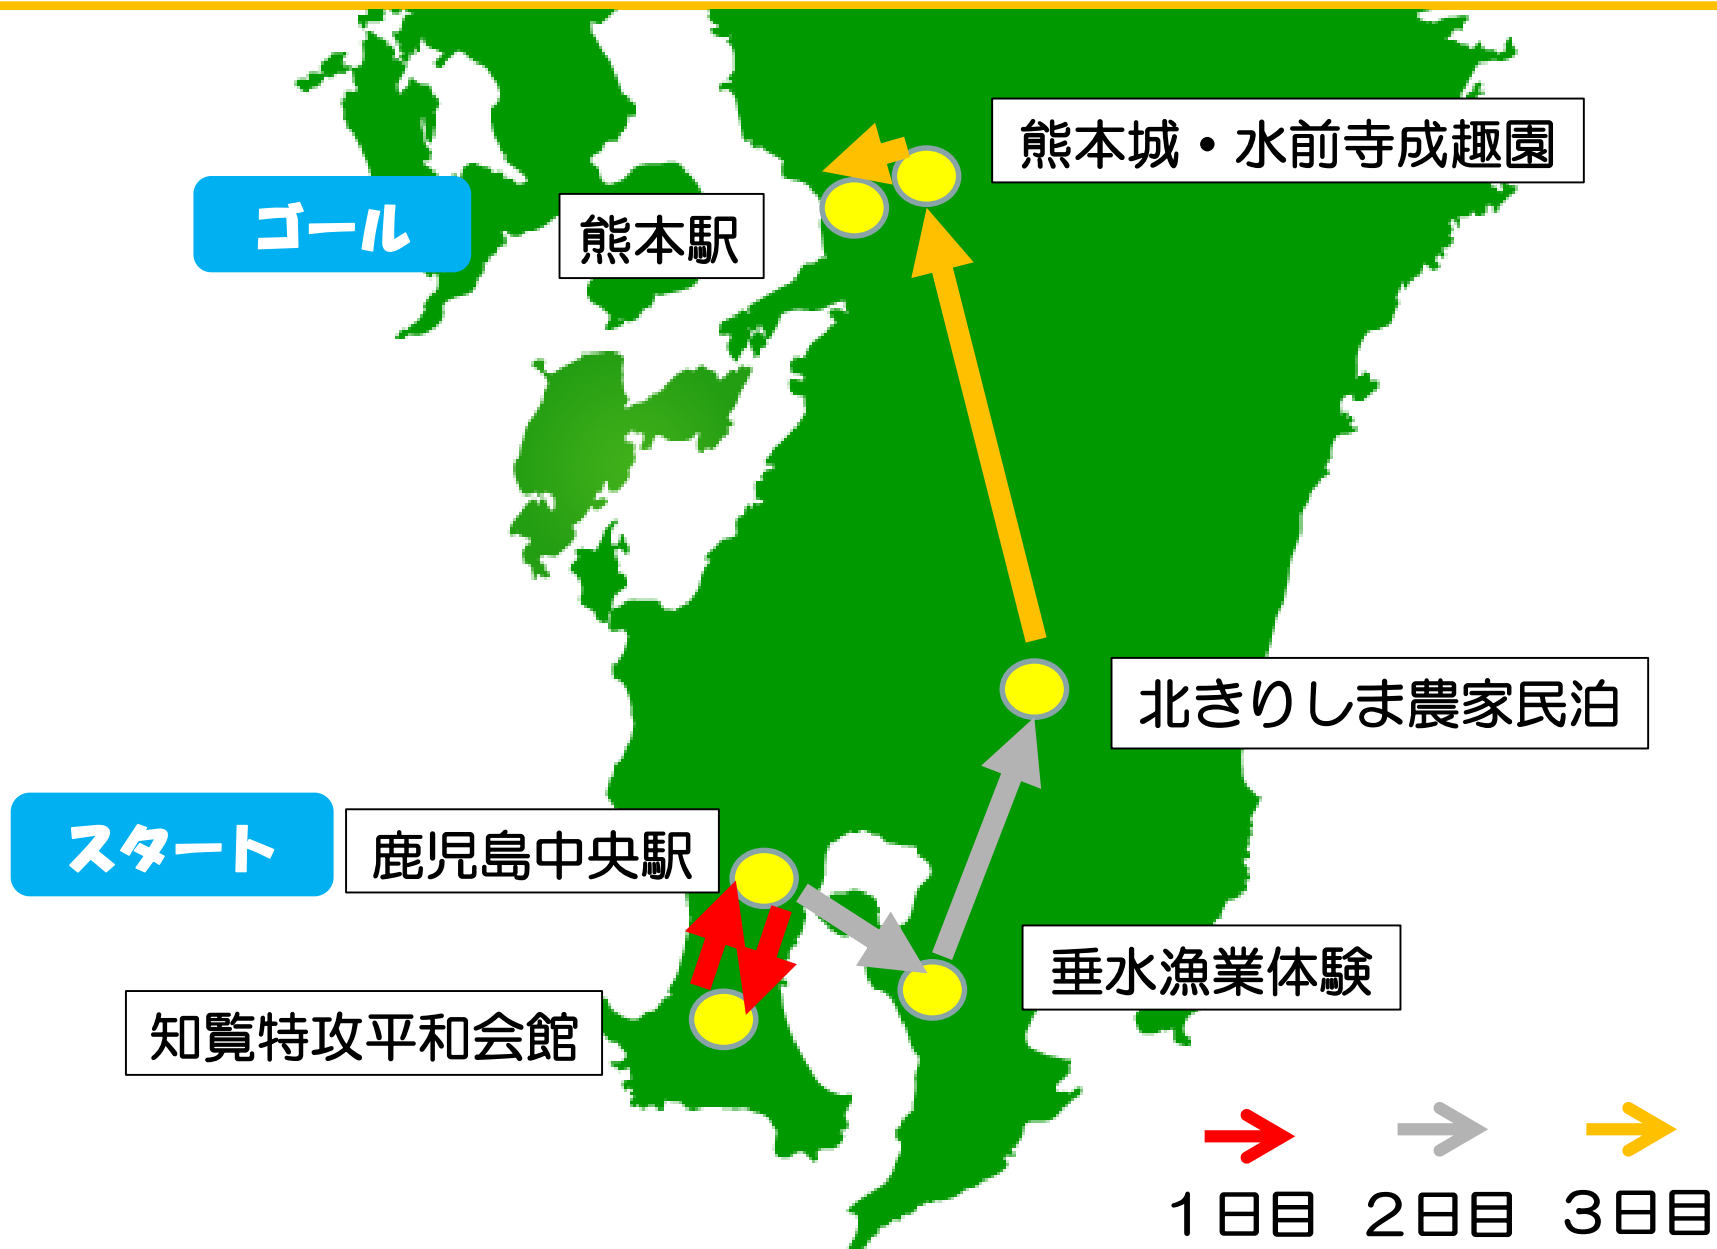 熊本城・水前寺成趣園
ゴール
熊本駅
北きりしま農家民泊
スタート
鹿児島中央駅
垂水漁業体験
知覧特攻平和会館
１日目
２日目
３日目